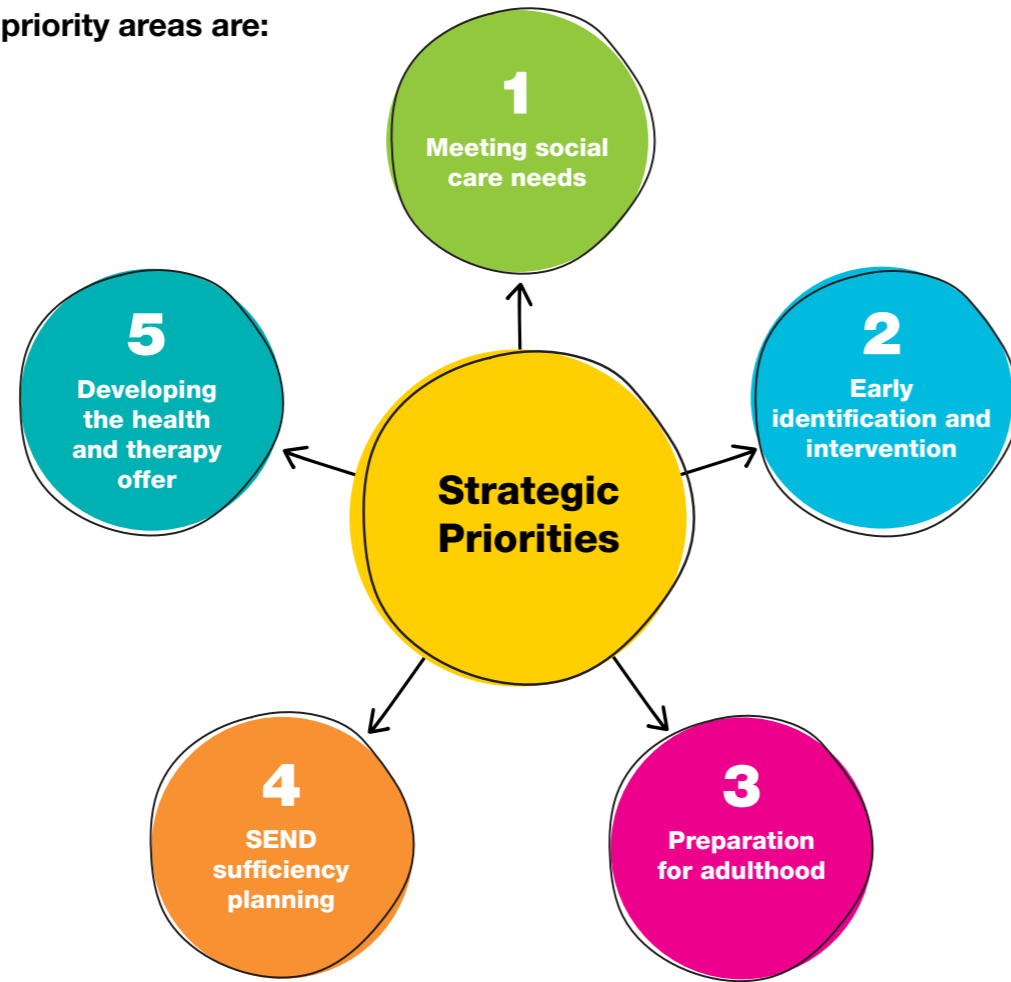 priority areas are:
1
Meeting social
care needs
2
Early
identification and
intervention
3
Preparation
for adulthood
4
SEND
sufficiency
planning
5
Developing
the health
and therapy
offer
Strategic
Priorities